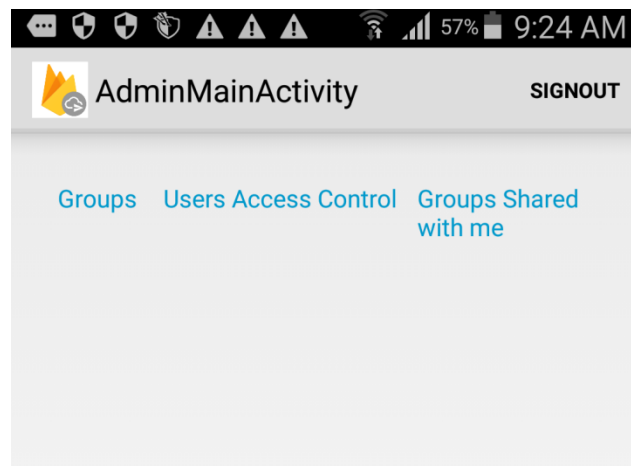 57% 9:24 AM
AdminMainActivity SIGNOUT
Groups Users Access Control Groups Shared
with me